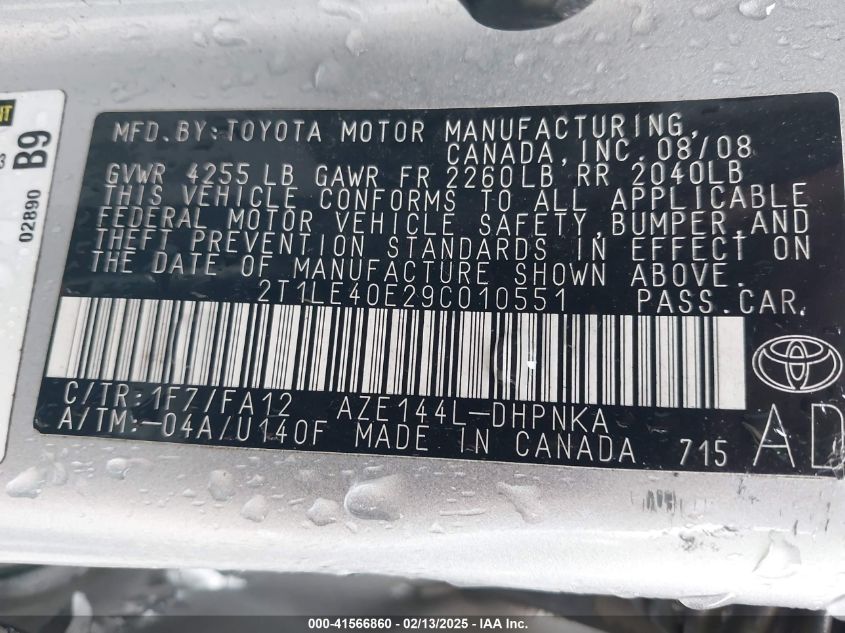 NT
3
B9
02890
MFD.BY:TOYOTA MOTOR MANUFACTURING,
CANADA, INC. 08/08
GVWR 4255 LB GAWR FR 2260LB RR 2040LB
THIS VEHICLE CONFORMS TO ALL APPLICABLE
FEDERAL MOTOR VEHICLE SAFETY, BUMPER, AND
THEFT PREVENTION STANDARDS IN EFFECT ON
THE DATE OF MANUFACTURE SHOWN ABOVE.
2T1LE40E29C010551 PASS.CAR.
C/TR:1F7/FA12 AZE144L-DHPNKA
A/TM:-04A/U140F MADE IN CANADA 715
AD
000-41566860 - 02/13/2025 - IAA Inc.